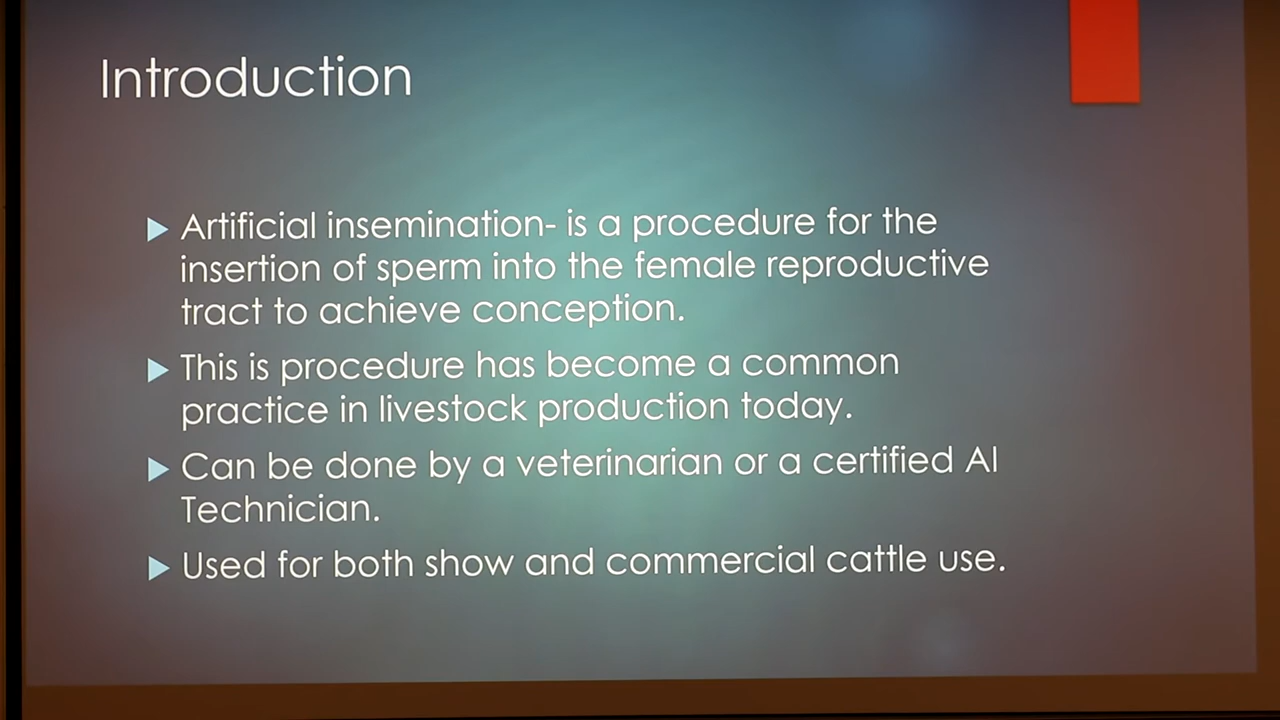 Introduction
Artificial insemination- is a procedure for the
insertion of sperm into the female reproductive
tract to achieve conception.
This is procedure has become a common
practice in livestock production today.
Can be done by a veterinarian or a certified AI
Technician.
Used for both show and commercial cattle use.